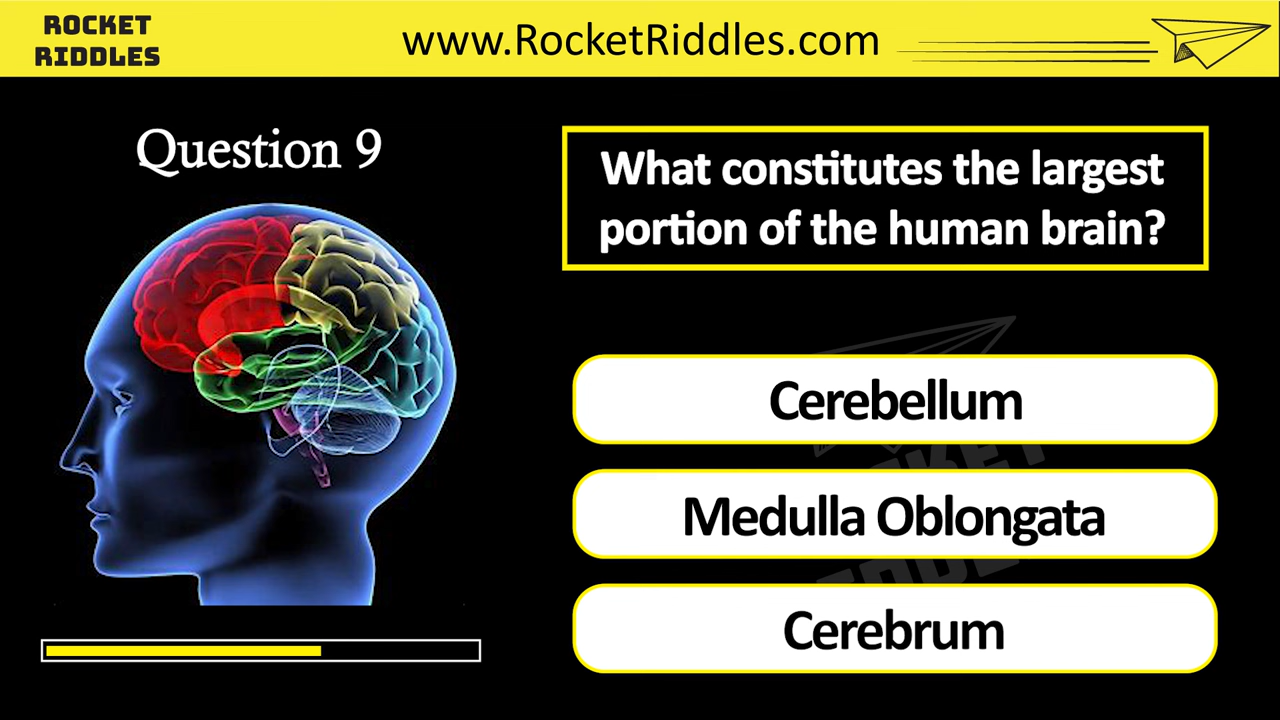 ROCKET
RIDDLES
www.RocketRiddles.com
Question 9
What constitutes the largest
portion of the human brain?
Cerebellum
Medulla Oblongata
Cerebrum